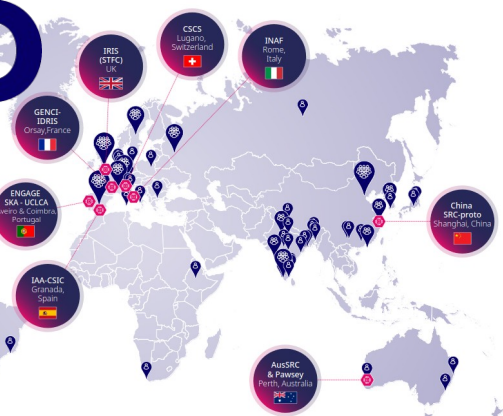 CSCS
Lugano,
Switzerland
INAF
Rome,
Italy
IRIS
(STFC)
UK
GENCI-
IDRIS
Orsay,France
ENGAGE
SKA - UCLCA
veiro & Coimbra,
Portugal
China
SRC-proto
Shanghai, China
IAA-CSIC
Granada,
Spain
AusSRC
& Pawsey
Perth, Australia